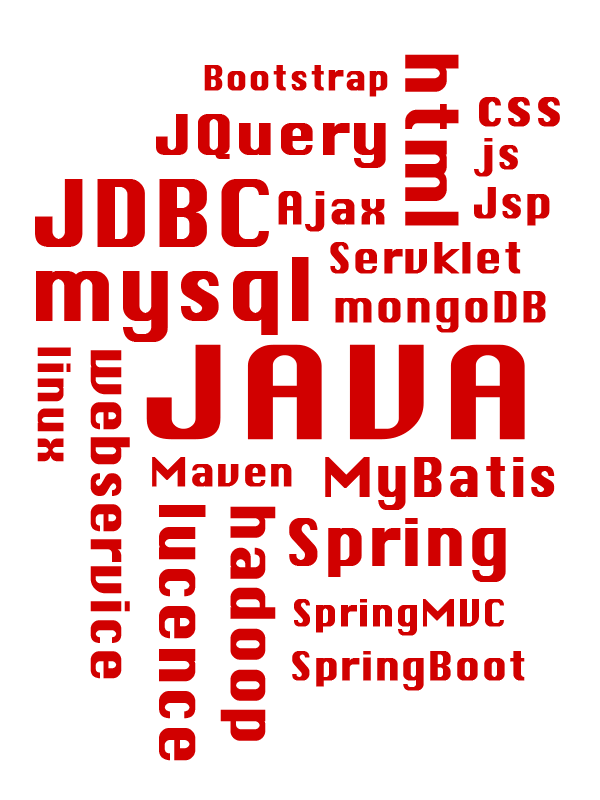 Bootstrap
html
css
JQuery
js
JDBC
Ajax
Jsp
Servklet
mysql
mongoDB
JAVA
linux
webservice
Maven
MyBatis
lucence
hadoop
Spring
SpringMVC
SpringBoot